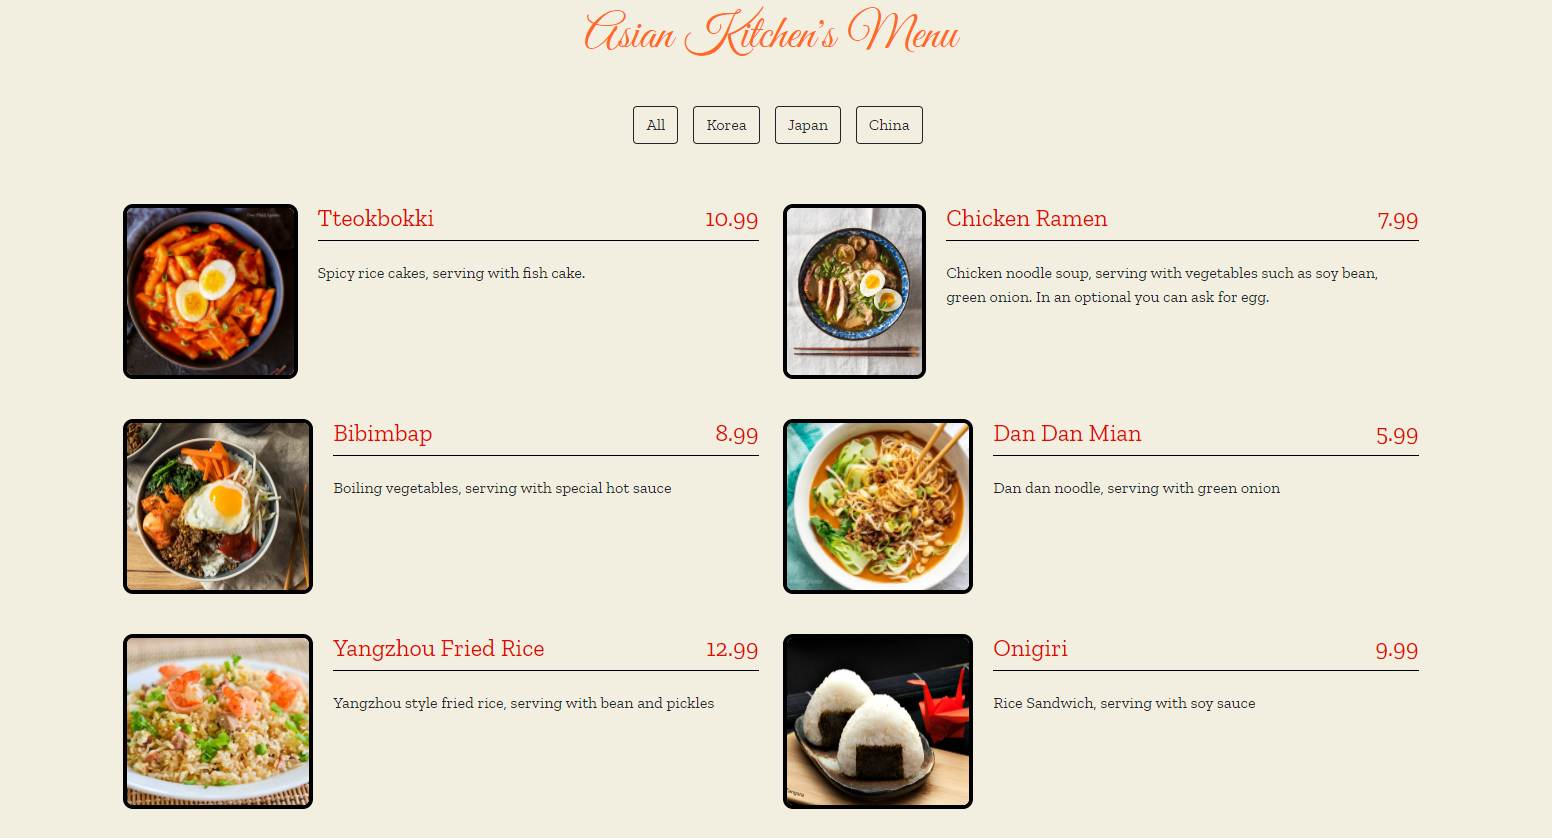 Asian Kitchen's Menu
All
Korea
Japan
China
Tteokbokki 10.99
Spicy rice cakes, serving with fish cake.
Chicken Ramen 7.99
Chicken noodle soup, serving with vegetables such as soy bean,
green onion. In an optional you can ask for egg.
Bibimbap 8.99
Boiling vegetables, serving with special hot sauce
Dan Dan Mian 5.99
Dan dan noodle, serving with green onion
Yangzhou Fried Rice 12.99
Yangzhou style fried rice, serving with bean and pickles
Onigiri 9.99
Rice Sandwich, serving with soy sauce